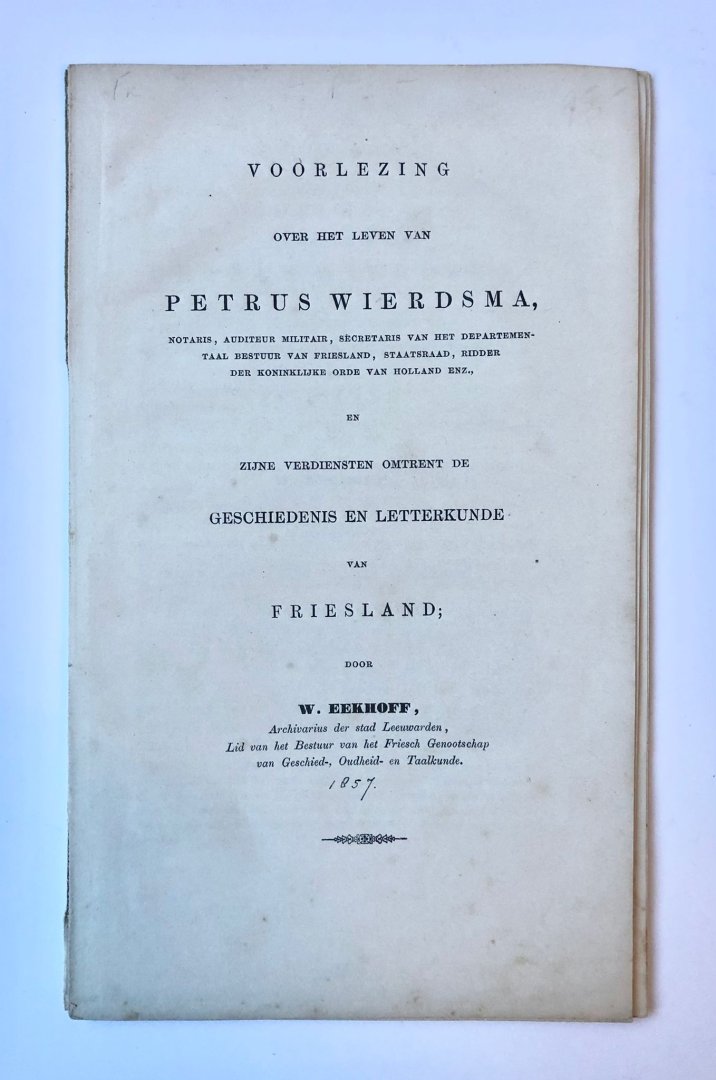 VOORLEZING
OVER HET LEVEN VAN
PETRUS WIERDSMA,
NOTARIS, AUDITEUR MILITAIR, SECRETARIS VAN HET DEPARTEMEN-
TAAL BESTUUR VAN FRIESLAND, STAATSRAAD, RIDDER
DER KONINKLIJKE ORDE VAN HOLLAND ENZ.,
EN
ZIJNE VERDIENSTEN OMTRENT DE
GESCHIEDENIS EN LETTERKUNDE
VAN
FRIESLAND;
DOOR
W. EEKHOFF,
Archivarius der stad Leeuwarden,
Lid van het Bestuur van het Friesch Genootschap
van Geschied-, Oudheid- en Taalkunde.
1857.